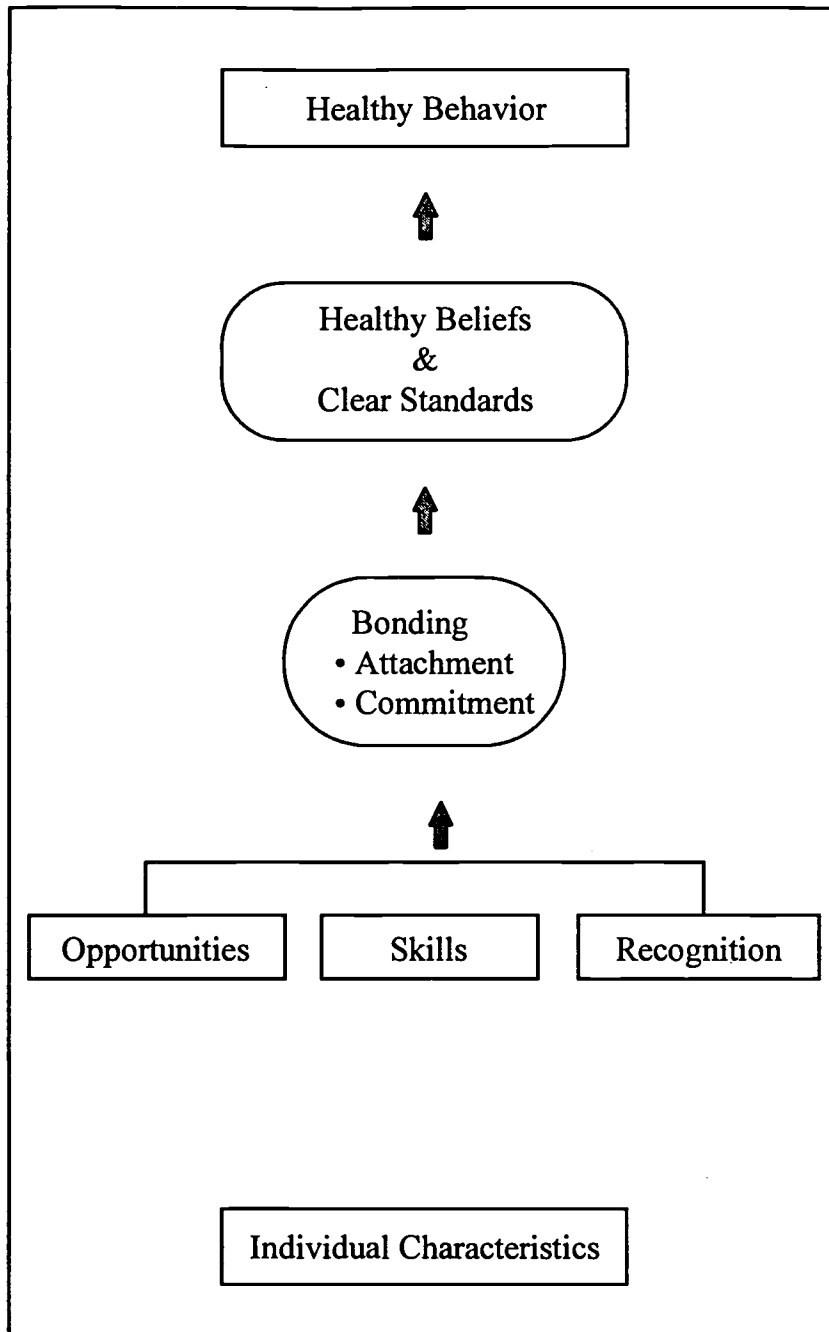 Healthy Behavior
Healthy Beliefs
&
Clear Standards
Bonding
• Attachment
• Commitment
Opportunities
Skills
Recognition
Individual Characteristics